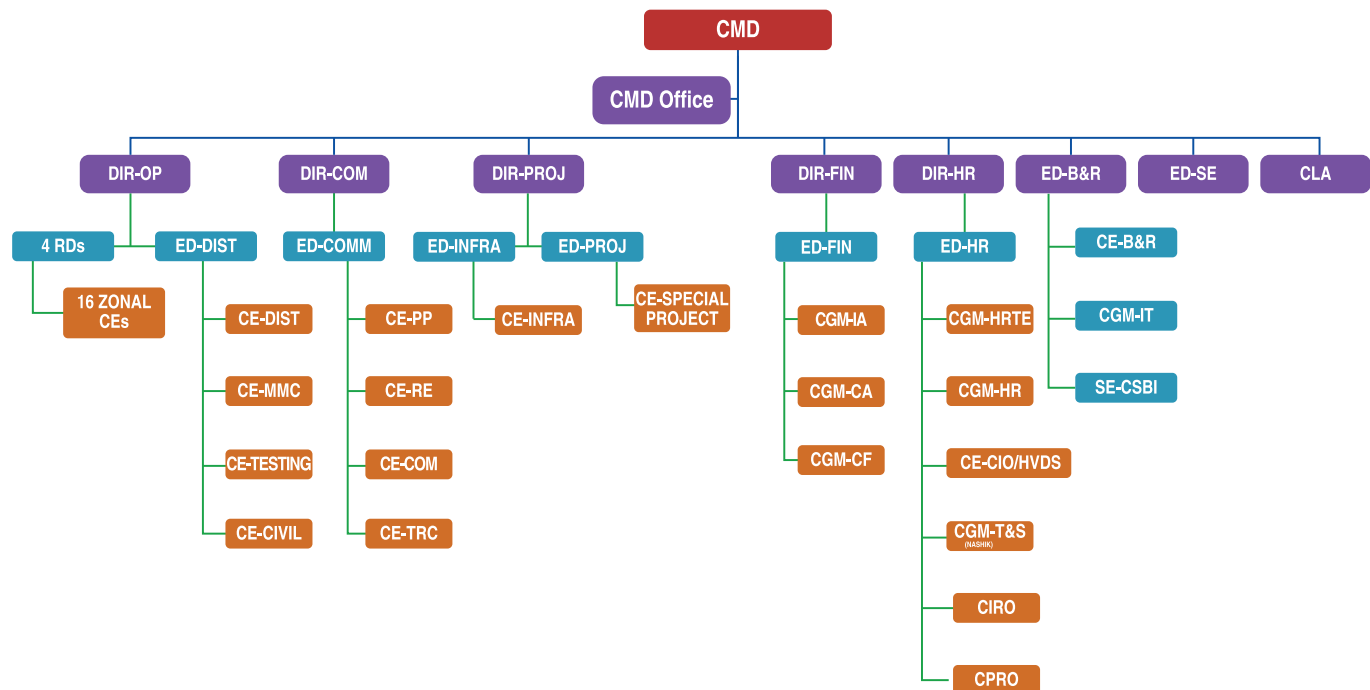 CMD
CMD Office
DIR-OP
DIR-COM
DIR-PROJ
DIR-FIN
DIR-HR
ED-B&R
ED-SE
CLA
4 RDs
ED-DIST
ED-COMM
ED-INFRA
ED-PROJ
ED-FIN
ED-HR
CE-B&R
16 ZONAL
CEs
CE-DIST
CE-PP
CE-INFRA
CE-SPECIAL
PROJECT
CGM-IA
CGM-HRTE
CGM-IT
CE-MMC
CE-RE
CGM-CA
CGM-HR
SE-CSBI
CE-TESTING
CE-COM
CGM-CF
CE-CIO/HVDS
CE-CIVIL
CE-TRC
CGM-T&S
(NASHIK)
CIRO
CPRO